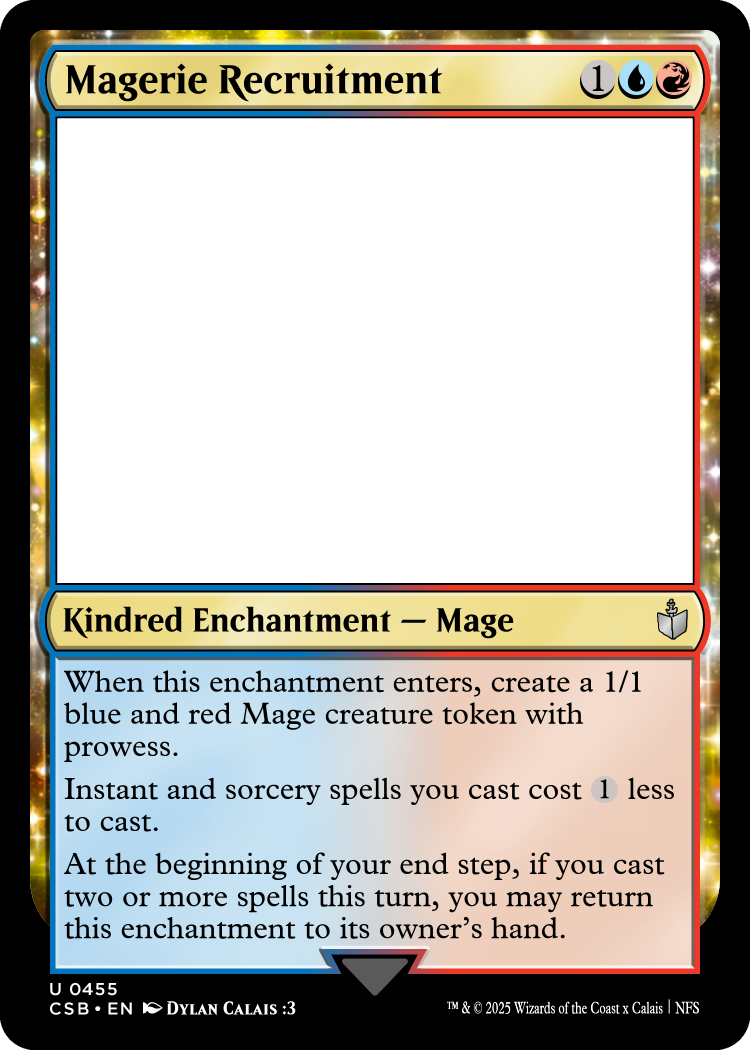 Magerie Recruitment 1
Kindred Enchantment — Mage
When this enchantment enters, create a 1/1
blue and red Mage creature token with
prowess.
Instant and sorcery spells you cast cost 1 less
to cast.
At the beginning of your end step, if you cast
two or more spells this turn, you may return
this enchantment to its owner's hand.
U 0455
CSB • EN Dylan Calais :3
™ & © 2025 Wizards of the Coast x Calais | NFS